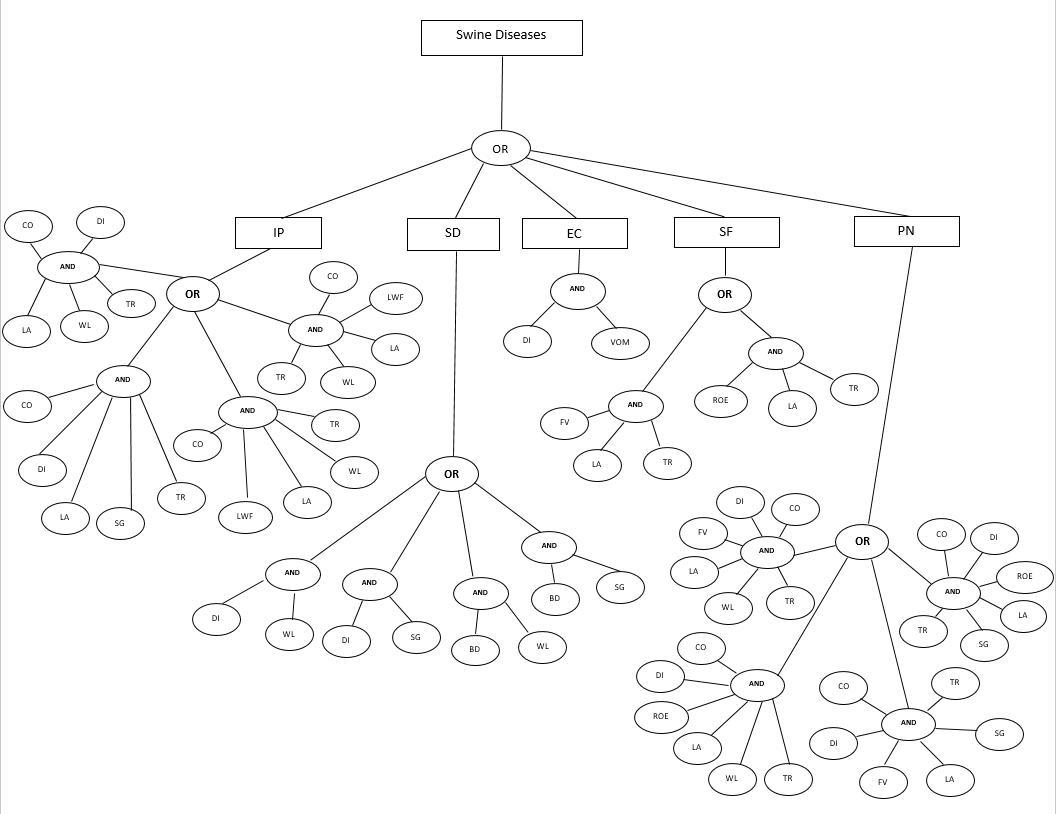 Swine Diseases
OR
IP
SD
EC
SF
PN
CO
DI
AND
LA
WL
TR
OR
CO
LWF
AND
LA
TR
WL
AND
CO
DI
LA
SG
TR
AND
CO
TR
WL
LA
LWF
OR
AND
DI
WL
AND
DI
SG
AND
BD
WL
AND
BD
SG
AND
DI
VOM
OR
AND
FV
LA
TR
AND
ROE
LA
TR
OR
DI
CO
FV
AND
LA
WL
TR
CO
DI
AND
ROE
LA
WL
TR
CO
TR
AND
DI
SG
FV
LA
CO
DI
ROE
AND
LA
TR
SG